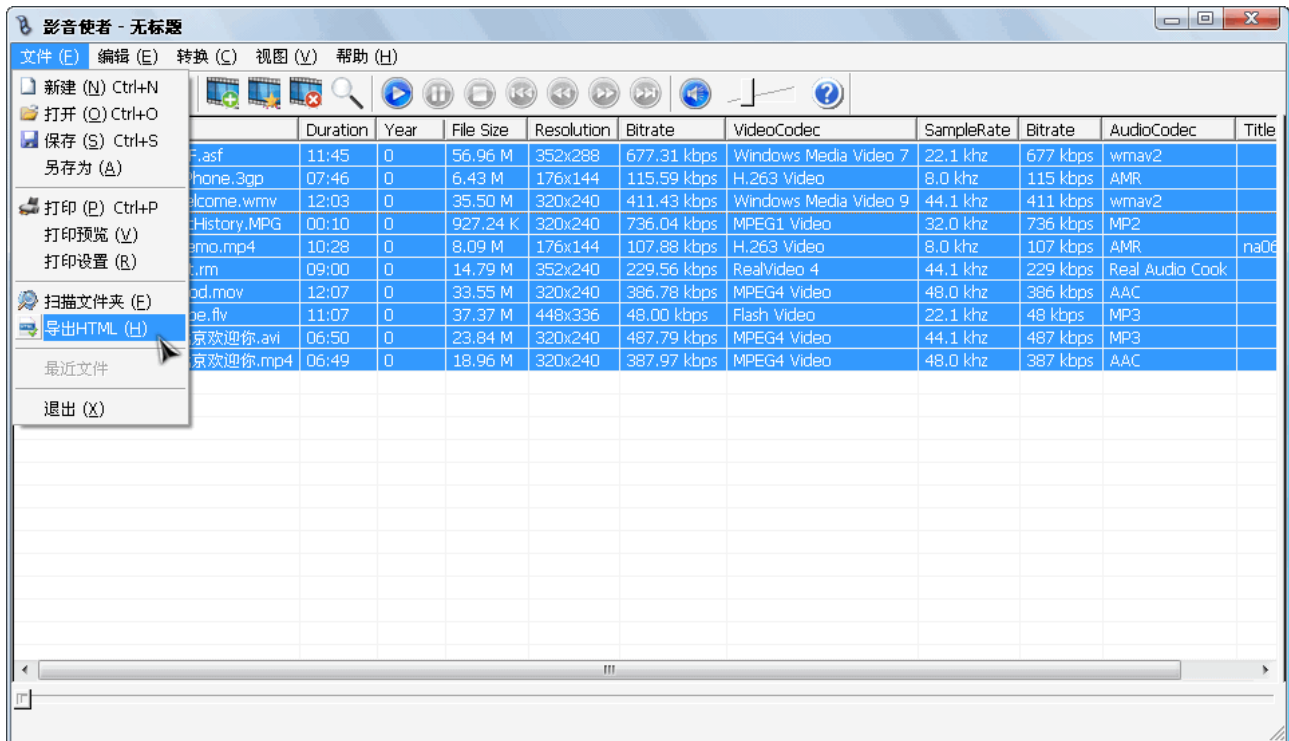 影音使者 - 无标题
文件 (F) 编辑 (E) 转换 (C) 视图 (V) 帮助 (H)
新建 (N) Ctrl+N
打开 (O) Ctrl+O
保存 (S) Ctrl+S
另存为 (A)
打印 (P) Ctrl+P
打印预览 (V)
打印设置 (R)
扫描文件夹 (F)
导出HTML (H)
最近文件
退出 (X)
Duration Year File Size Resolution Bitrate VideoCodec SampleRate Bitrate AudioCodec Title
F.asf 11:45 0 56.96 M 352x288 677.31 kbps Windows Media Video 7 22.1 khz 677 kbps wmav2
hone.3gp 07:46 0 6.43 M 176x144 115.59 kbps H.263 Video 8.0 khz 115 kbps AMR
elcome.wmv 12:03 0 35.50 M 320x240 411.43 kbps Windows Media Video 9 44.1 khz 411 kbps wmav2
History.MPG 00:10 0 927.24 K 320x240 736.04 kbps MPEG1 Video 32.0 khz 736 kbps MP2
emo.mp4 10:28 0 8.09 M 176x144 107.88 kbps H.263 Video 8.0 khz 107 kbps AMR na06
.rm 09:00 0 14.79 M 352x240 229.56 kbps RealVideo 4 44.1 khz 229 kbps Real Audio Cook
od.mov 12:07 0 33.55 M 320x240 386.78 kbps MPEG4 Video 48.0 khz 386 kbps AAC
be.flv 11:07 0 37.37 M 448x336 48.00 kbps Flash Video 22.1 khz 48 kbps MP3
京欢迎你.avi 06:50 0 23.84 M 320x240 487.79 kbps MPEG4 Video 44.1 khz 487 kbps MP3
京欢迎你.mp4 06:49 0 18.96 M 320x240 387.97 kbps MPEG4 Video 48.0 khz 387 kbps AAC